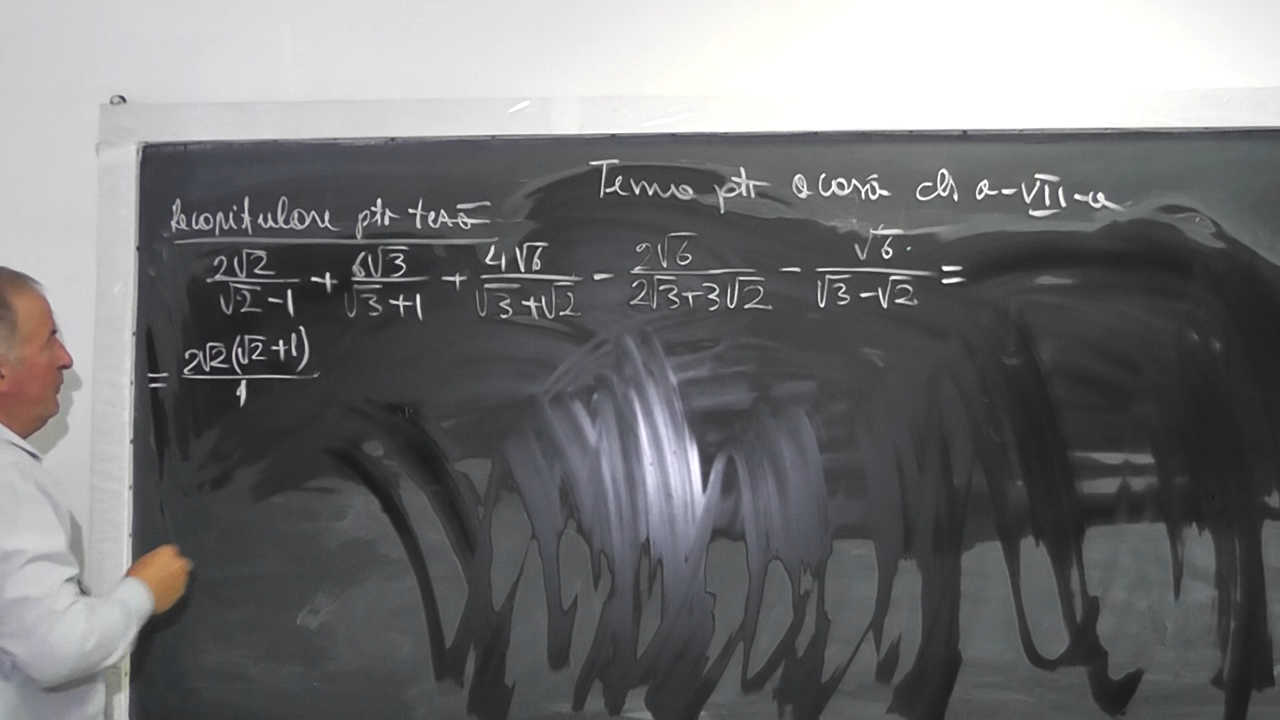 Tema ptr acasă cls a-VII-a
Recapitulare ptr teză
2√2/(√2-1) + 6√3/(√3+1) + 4√6/(√3+√2) - 2√6/(2√3+3√2) - √6/(√3-√2) =
= 2√2(√2+1)/1